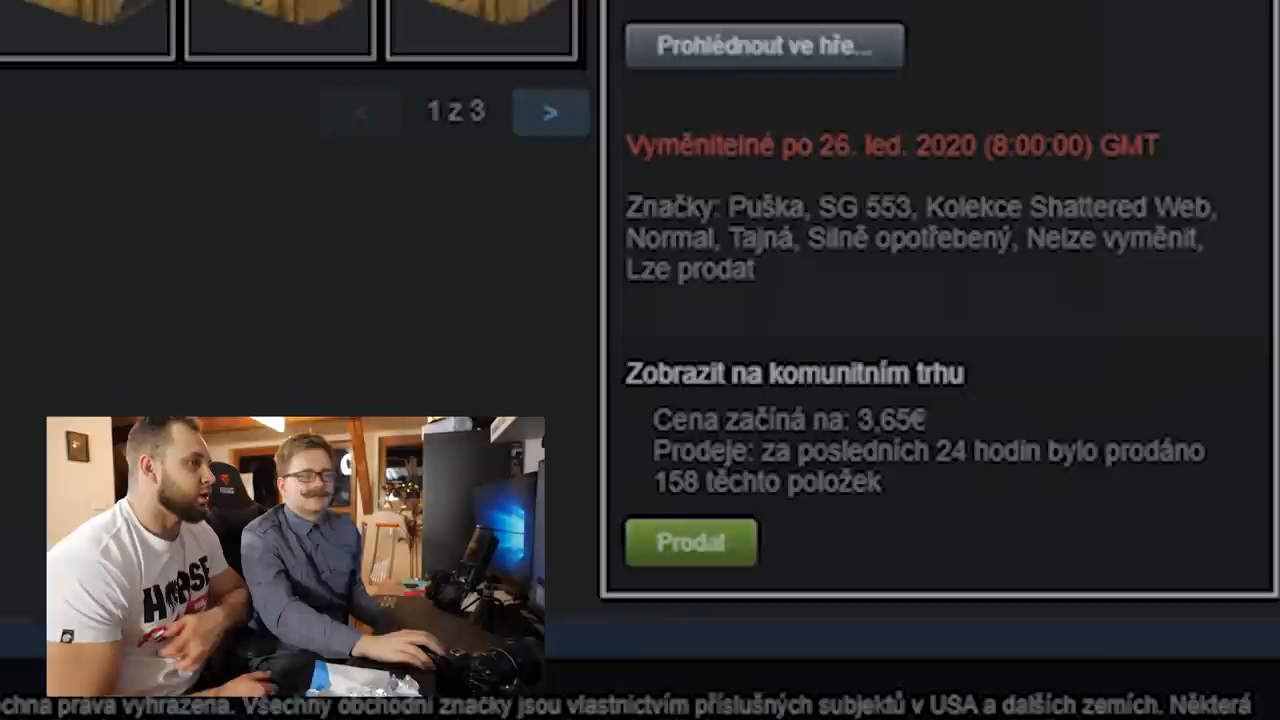 Prohlédnout ve hře...
< 1 z 3 >
Vyměnitelné po 26. led. 2020 (8:00:00) GMT
Značky: Puška, SG 553, Kolekce Shattered Web,
Normal, Tajná, Silně opotřebený, Nelze vyměnit,
Lze prodat
Zobrazit na komunitním trhu
Cena začíná na: 3,65€
Prodeje: za posledních 24 hodin bylo prodáno
158 těchto položek
Prodat
chna práva vyhrazena. Všechny obchodní značky jsou vlastnictvím příslušných subjektů v USA a dalších zemích. Některá